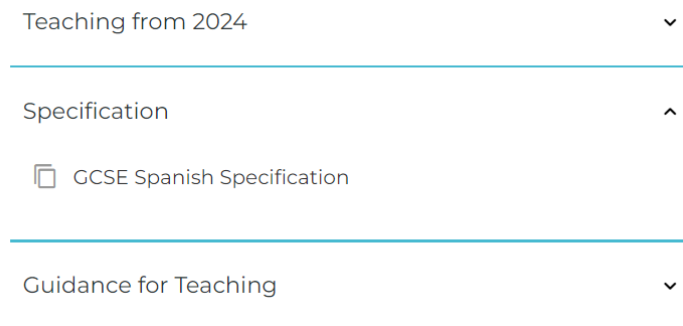 Teaching from 2024
Specification
GCSE Spanish Specification
Guidance for Teaching